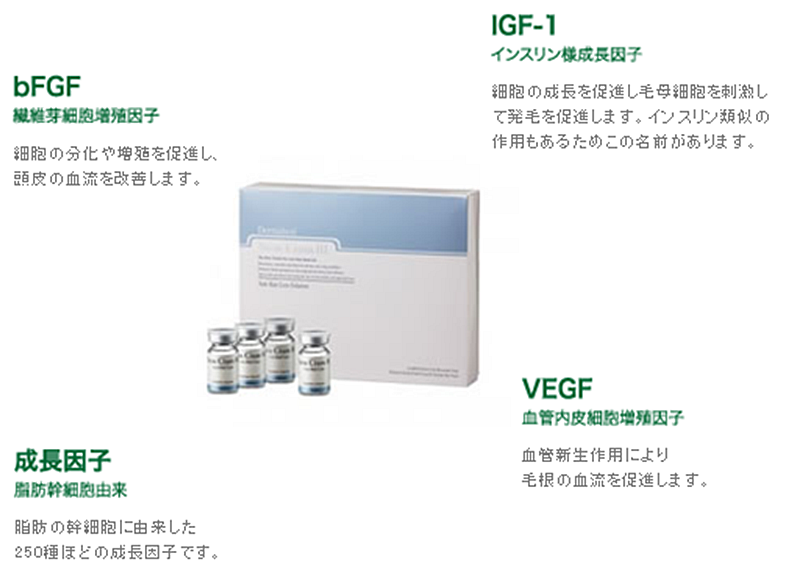 IGF-1
インスリン様成長因子
細胞の成長を促進し毛母細胞を刺激し
て発毛を促進します。インスリン類似の
作用もあるためこの名前があります。
bFGF
繊維芽細胞増殖因子
細胞の分化や増殖を促進し、
頭皮の血流を改善します。
VEGF
血管内皮細胞増殖因子
血管新生作用により
毛根の血流を促進します。
成長因子
脂肪幹細胞由来
脂肪の幹細胞に由来した
250種ほどの成長因子です。